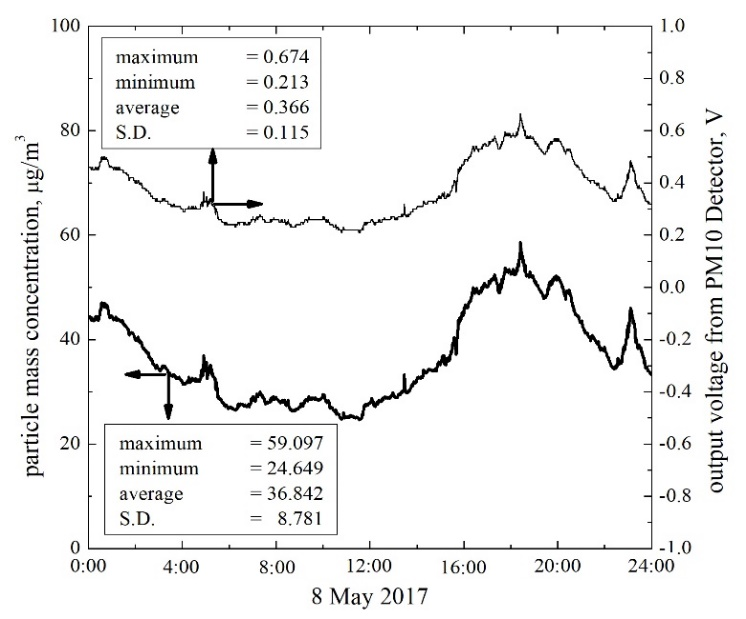 100
80
60
40
20
0
particle mass concentration, μg/m³
maximum = 0.674
minimum = 0.213
average = 0.366
S.D. = 0.115
maximum = 59.097
minimum = 24.649
average = 36.842
S.D. = 8.781
1.0
0.8
0.6
0.4
0.2
0.0
-0.2
-0.4
-0.6
-0.8
-1.0
output voltage from PM10 Detector, V
0:00 4:00 8:00 12:00 16:00 20:00 24:00
8 May 2017